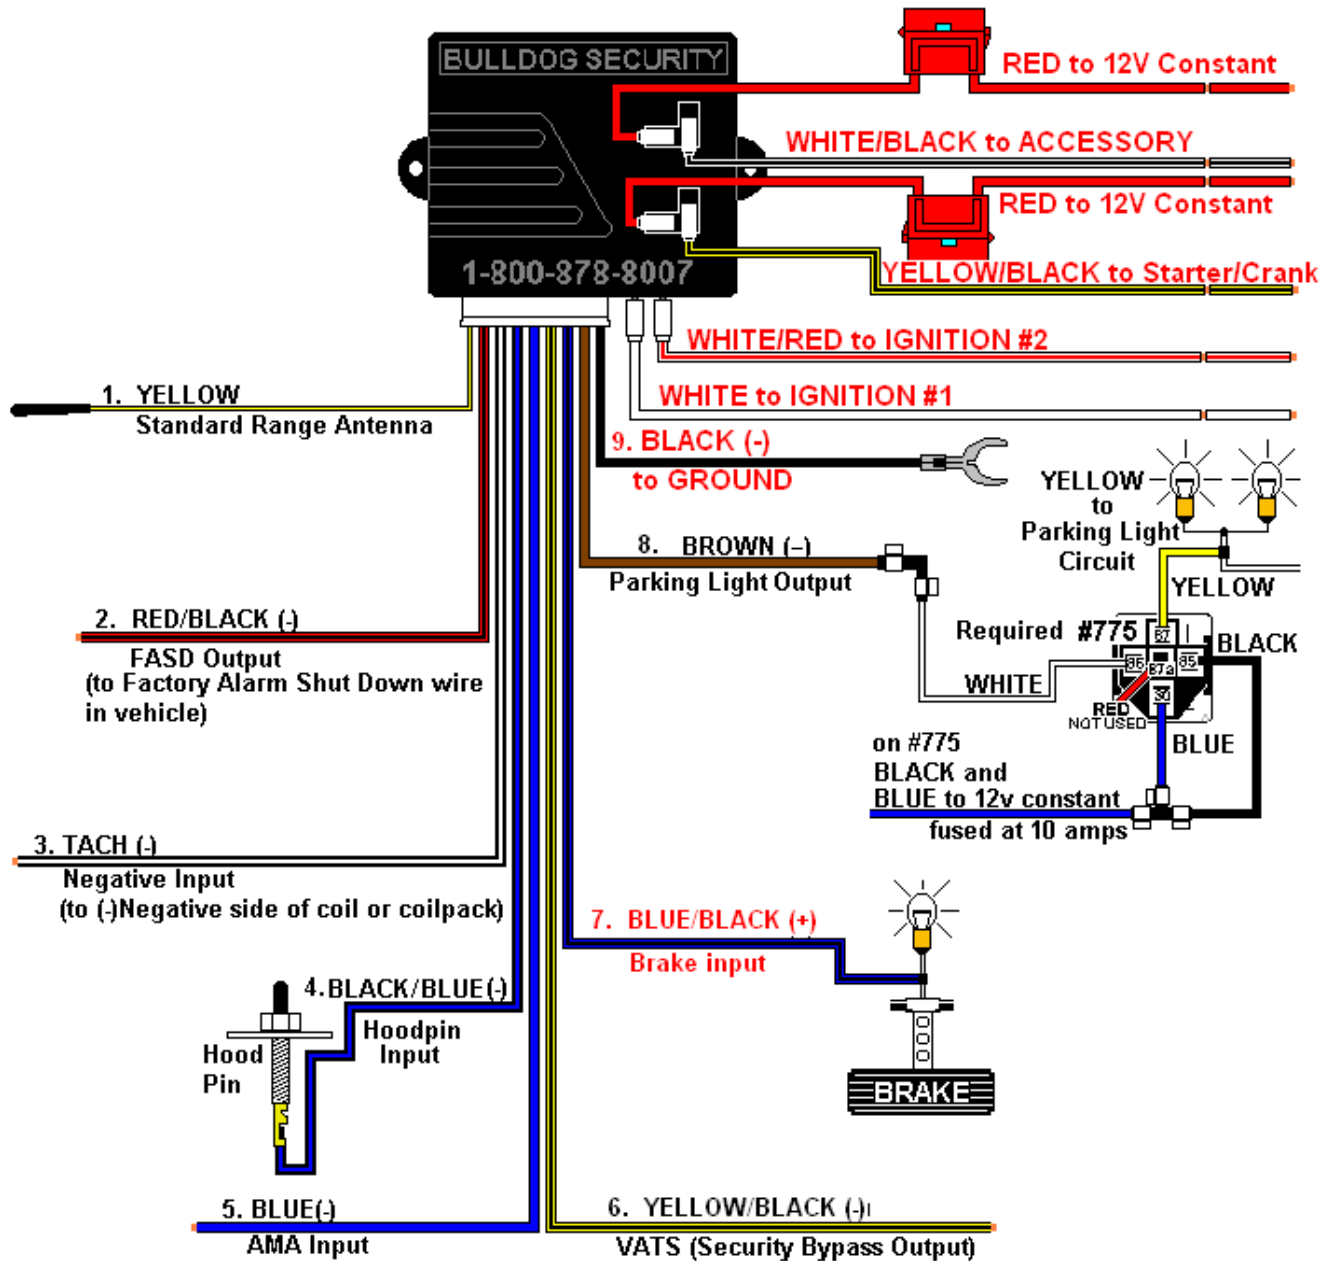 BULLDOG SECURITY
1-800-878-8007
RED to 12V Constant
WHITE/BLACK to ACCESSORY
RED to 12V Constant
YELLOW/BLACK to Starter/Crank
WHITE/RED to IGNITION #2
WHITE to IGNITION #1
1. YELLOW
Standard Range Antenna
9. BLACK (-)
to GROUND
YELLOW
to
Parking Light
Circuit
YELLOW
8. BROWN (–)
Parking Light Output
2. RED/BLACK (-)
FASD Output
(to Factory Alarm Shut Down wire
in vehicle)
Required #775
87
86
87a
85
30
BLACK
WHITE
RED
NOT USED
BLUE
on #775
BLACK and
BLUE to 12v constant
fused at 10 amps
3. TACH (-)
Negative Input
(to (-)Negative side of coil or coilpack)
7. BLUE/BLACK (+)
Brake input
4.BLACK/BLUE(-)
Hoodpin
Input
Hood
Pin
BRAKE
5. BLUE(-)
AMA Input
6. YELLOW/BLACK (-)
VATS (Security Bypass Output)